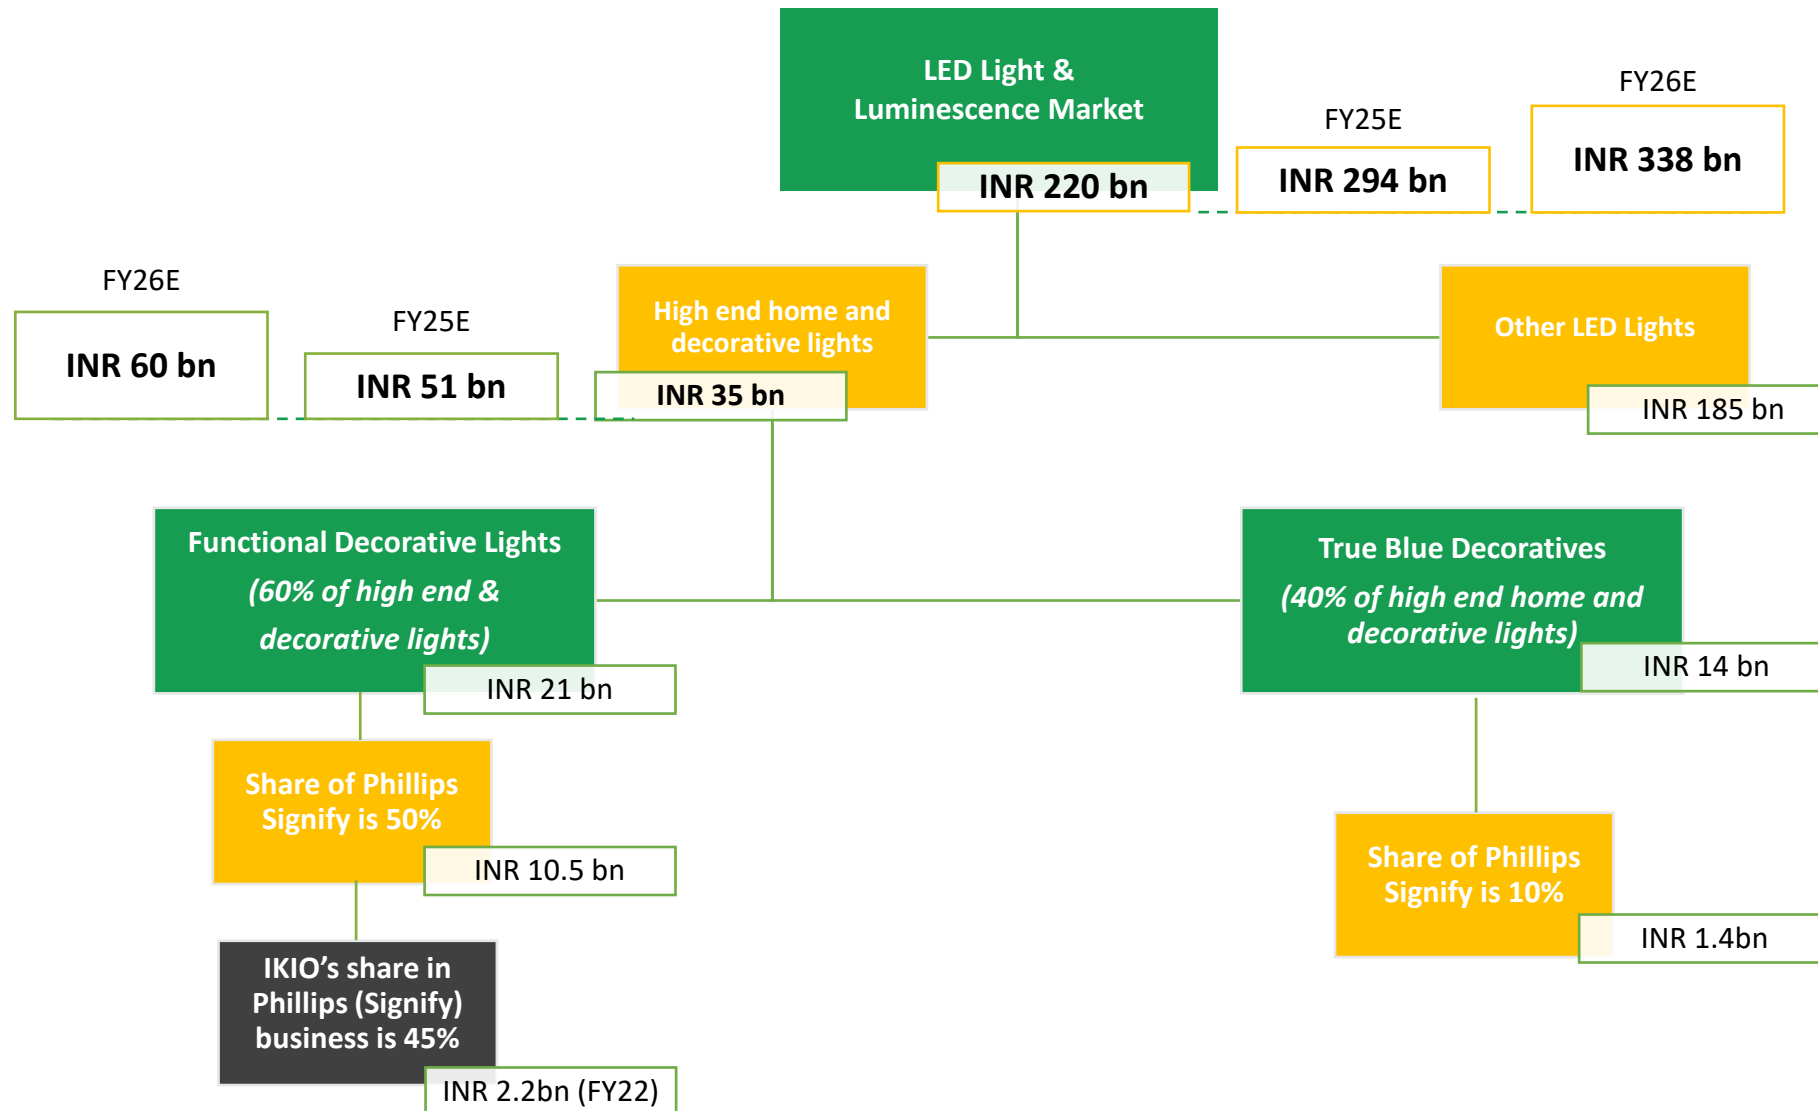 LED Light &
Luminescence Market
INR 220 bn
FY25E
INR 294 bn
FY26E
INR 338 bn
FY26E
INR 60 bn
FY25E
INR 51 bn
High end home and
decorative lights
INR 35 bn
Other LED Lights
INR 185 bn
Functional Decorative Lights
(60% of high end &
decorative lights)
INR 21 bn
True Blue Decoratives
(40% of high end home and
decorative lights)
INR 14 bn
Share of Phillips
Signify is 50%
INR 10.5 bn
Share of Phillips
Signify is 10%
INR 1.4bn
IKIO’s share in
Phillips (Signify)
business is 45%
INR 2.2bn (FY22)